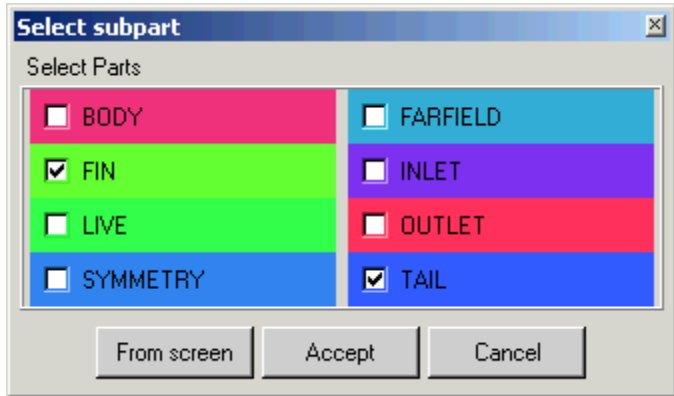 Select subpart
Select Parts
BODY FARFIELD
FIN INLET
LIVE OUTLET
SYMMETRY TAIL
From screen Accept Cancel